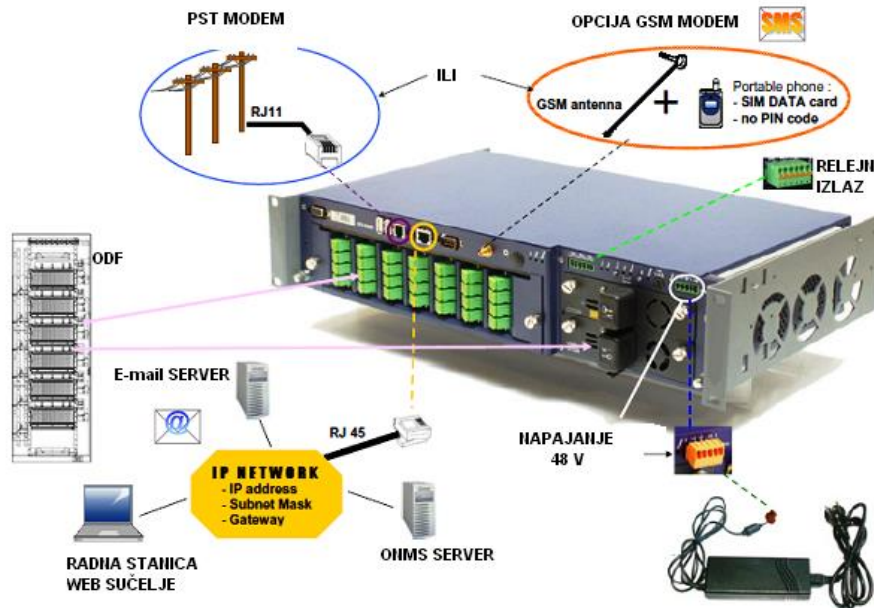 PST MODEM
OPCIJA GSM MODEM
SMS
ILI
RJ11
GSM antenna
+
Portable phone :
- SIM DATA card
- no PIN code
RELEJNI
IZLAZ
ODF
E-mail SERVER
@
RJ 45
NAPAJANJE
48 V
IP NETWORK
- IP address
- Subnet Mask
- Gateway
RADNA STANICA
WEB SUČELJE
ONMS SERVER